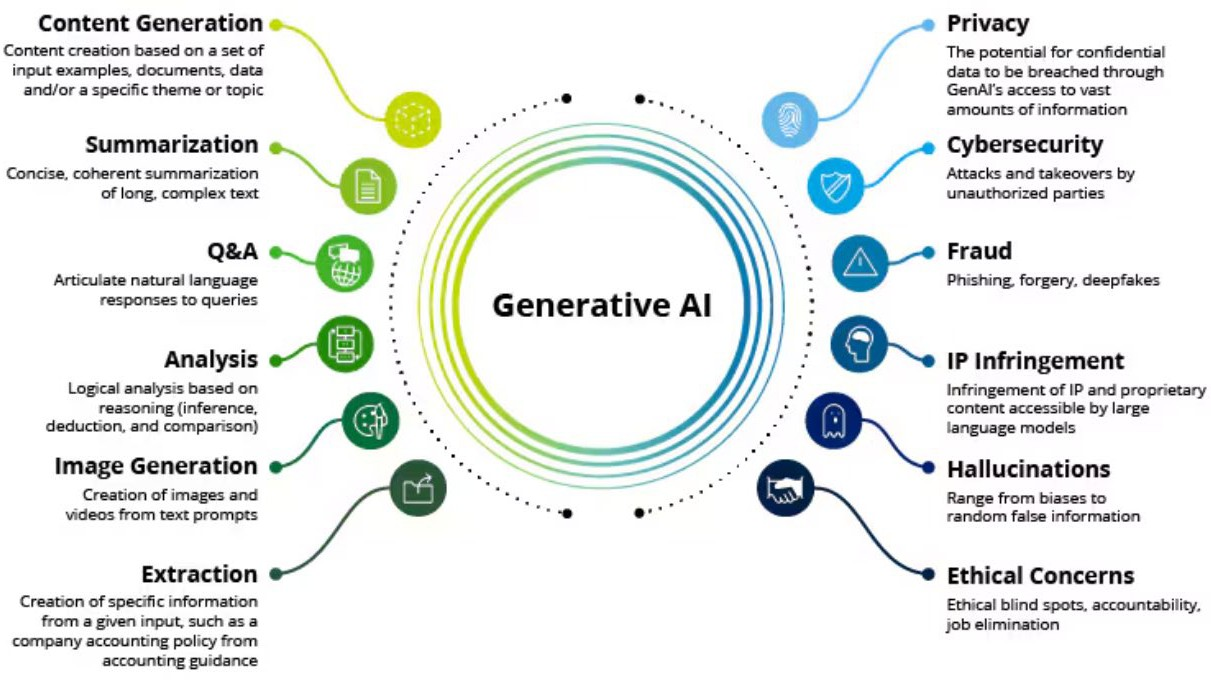 Content Generation
Content creation based on a set of
input examples, documents, data
and/or a specific theme or topic
Summarization
Concise, coherent summarization
of long, complex text
Q&A
Articulate natural language
responses to queries
Analysis
Logical analysis based on
reasoning (inference,
deduction, and comparison)
Image Generation
Creation of images and
videos from text prompts
Extraction
Creation of specific information
from a given input, such as a
company accounting policy from
accounting guidance
Generative AI
Privacy
The potential for confidential
data to be breached through
GenAI's access to vast
amounts of information
Cybersecurity
Attacks and takeovers by
unauthorized parties
Fraud
Phishing, forgery, deepfakes
IP Infringement
Infringement of IP and proprietary
content accessible by large
language models
Hallucinations
Range from biases to
random false information
Ethical Concerns
Ethical blind spots, accountability,
job elimination